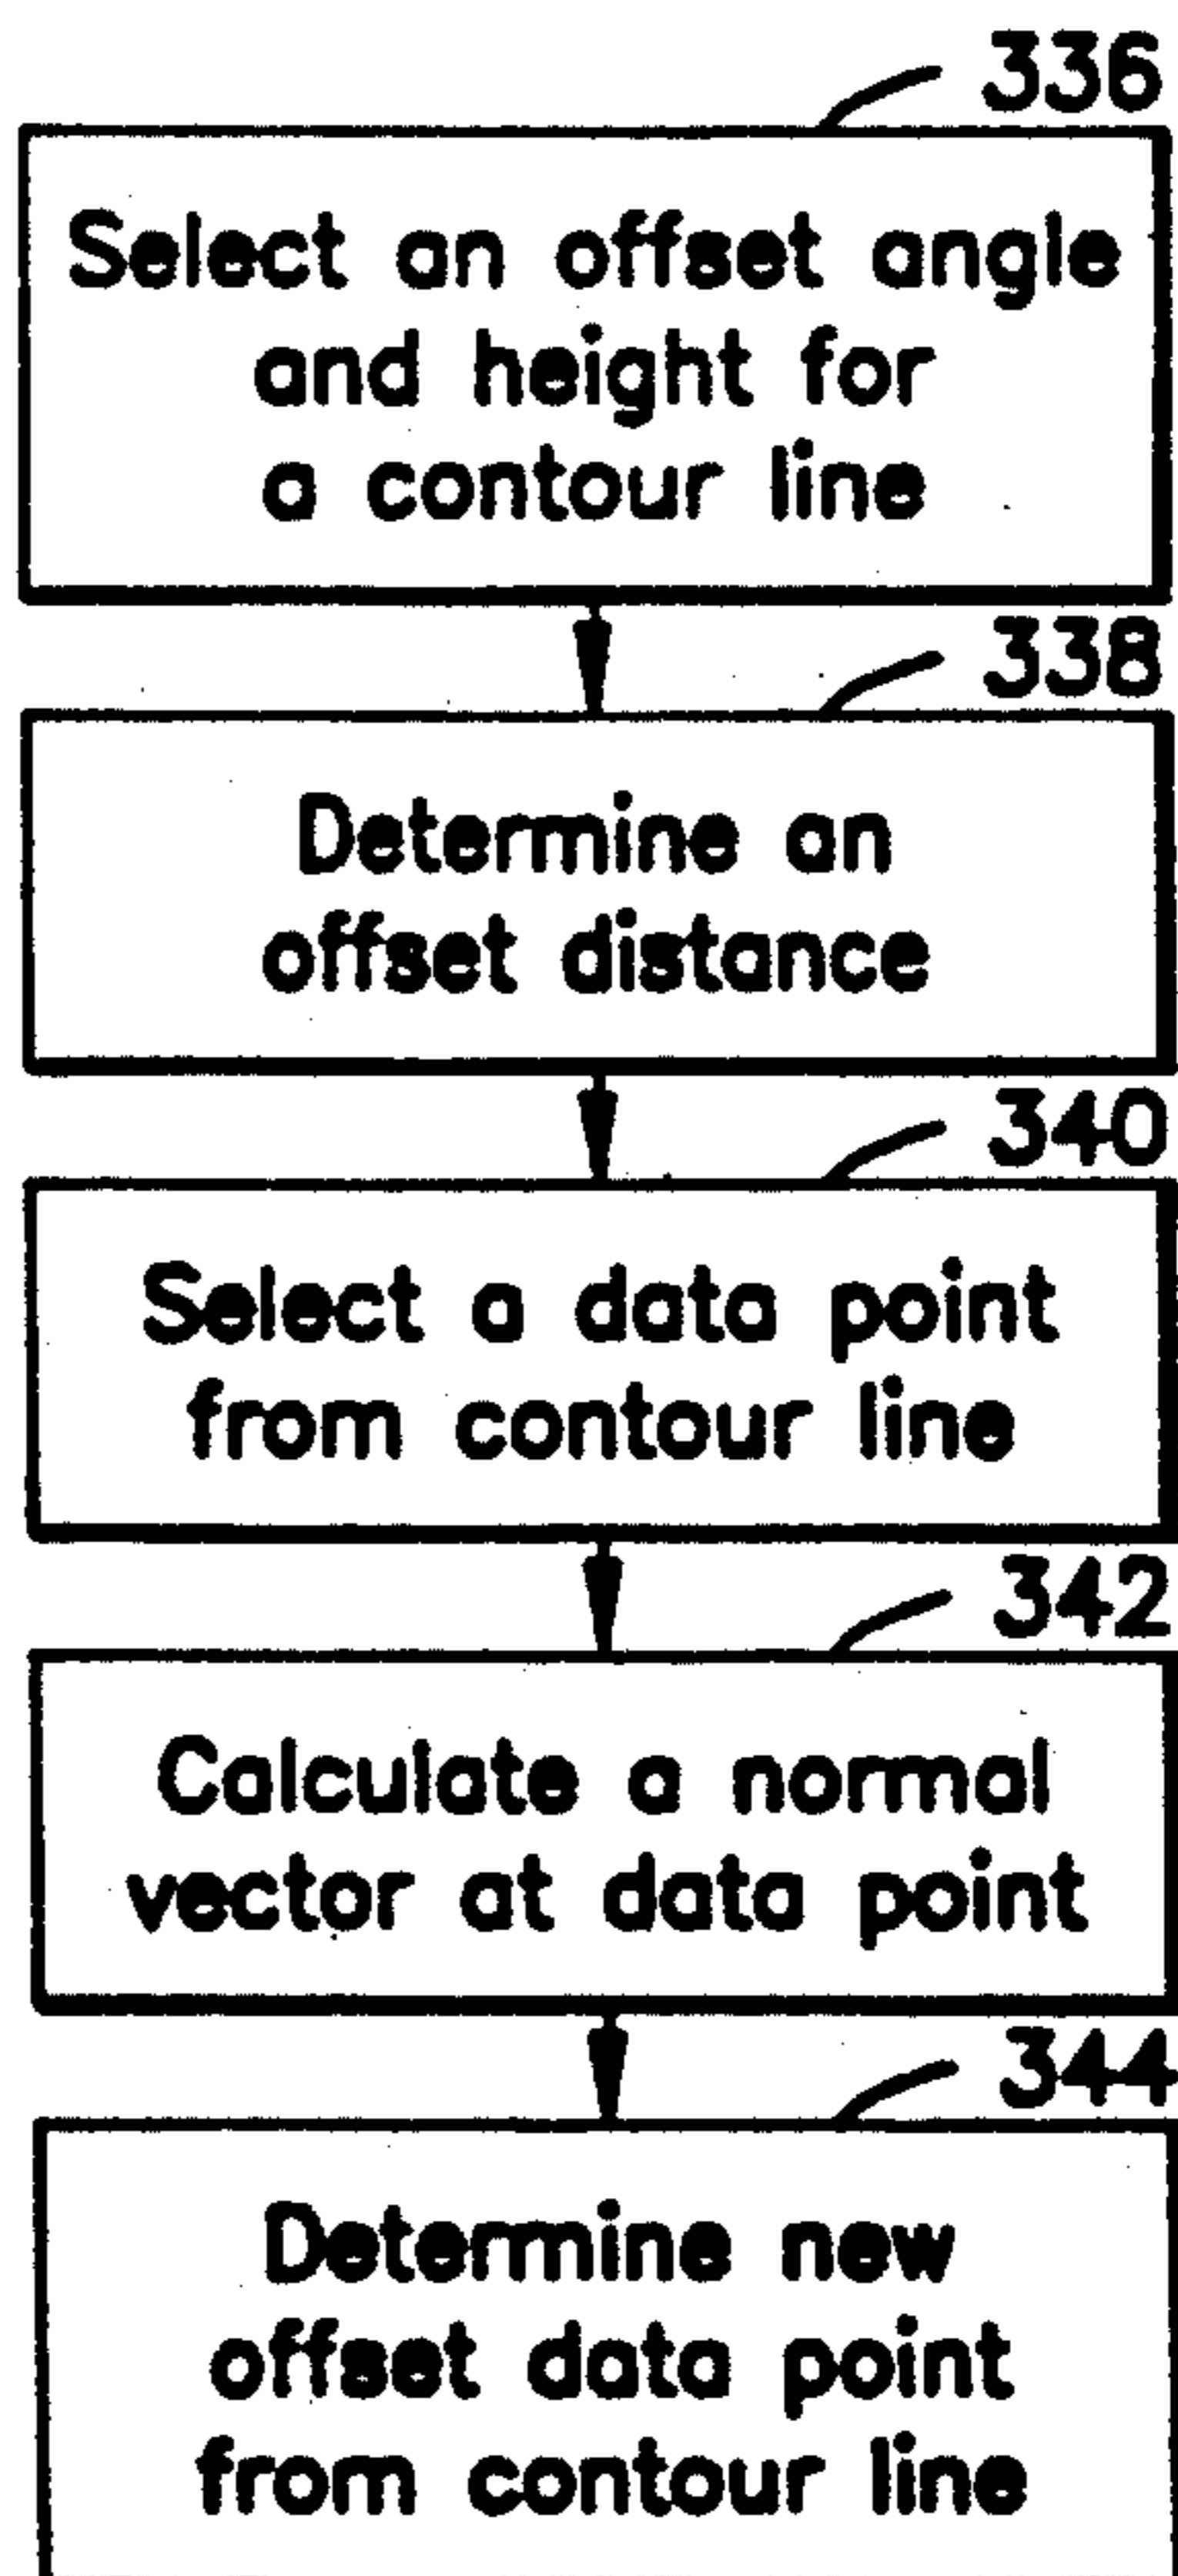 336
Select an offset angle
and height for
a contour line
338
Determine an
offset distance
340
Select a data point
from contour line
342
Calculate a normal
vector at data point
344
Determine new
offset data point
from contour line